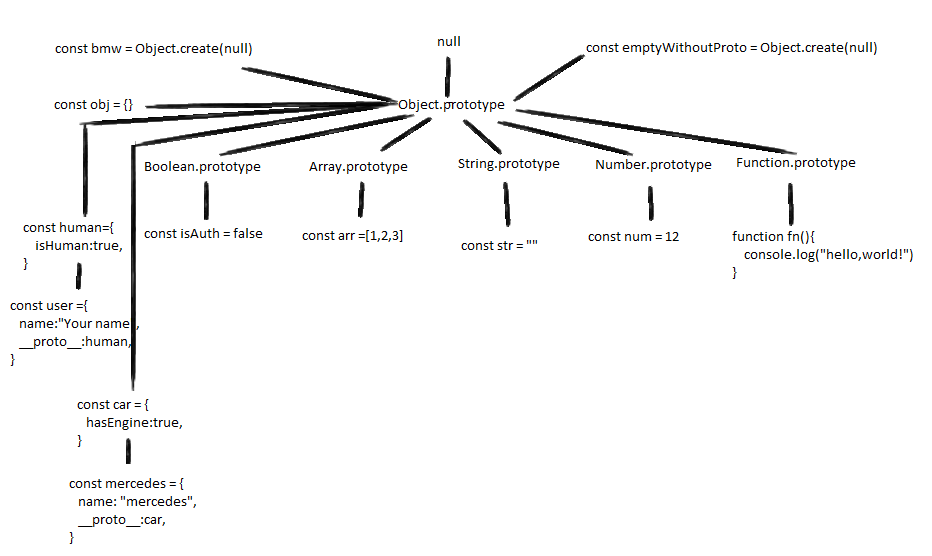 null
const bmw = Object.create(null)
const emptyWithoutProto = Object.create(null)
const obj = {}
Object.prototype
Boolean.prototype
Array.prototype
String.prototype
Number.prototype
Function.prototype
const human={
isHuman:true,
}
const isAuth = false
const arr =[1,2,3]
const str = ""
const num = 12
function fn(){
console.log("hello,world!")
}
const user ={
name:"Your name ,
__proto__:human,
}
const car = {
hasEngine:true,
}
const mercedes = {
name: "mercedes",
__proto__:car,
}